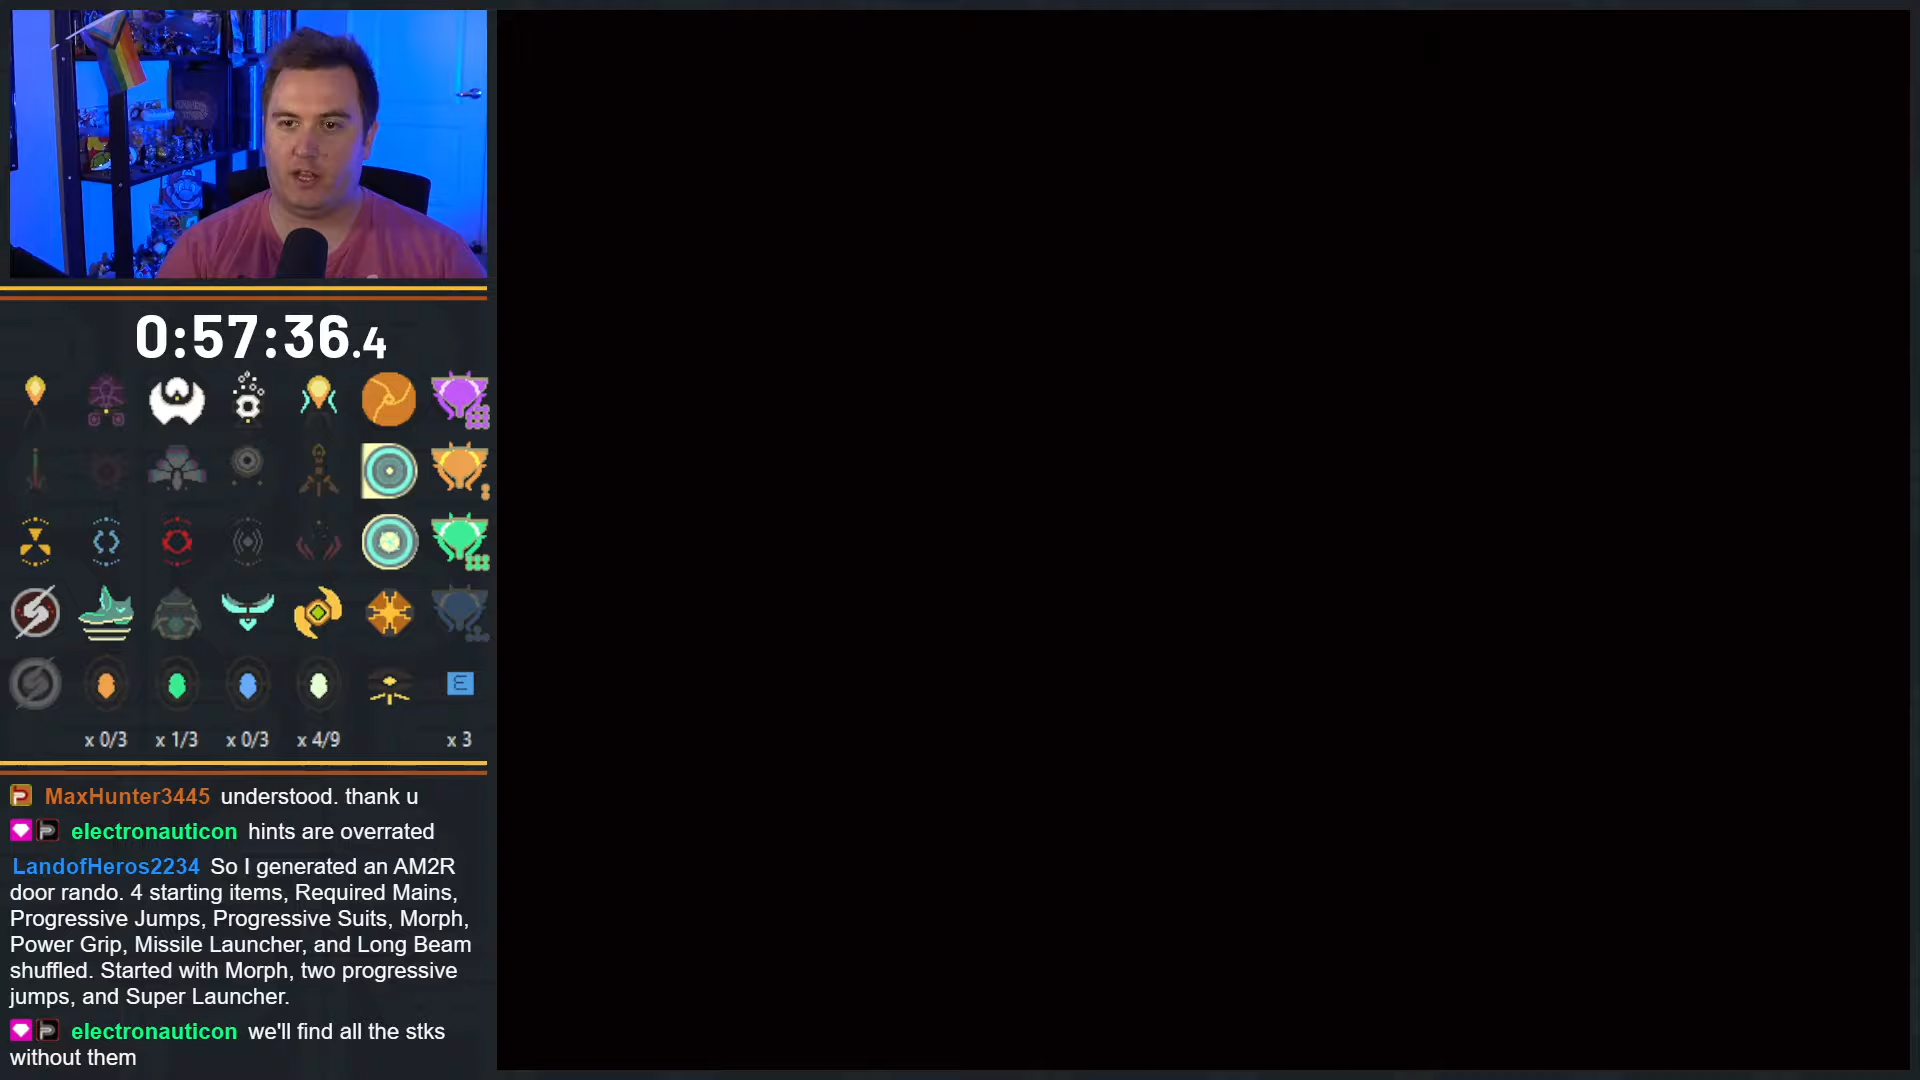 0:57:36.4
x 0/3 x 1/3 x 0/3 x 4/9 x 3
MaxHunter3445 understood. thank u
electronauticon hints are overrated
LandofHeros2234 So I generated an AM2R
door rando. 4 starting items, Required Mains,
Progressive Jumps, Progressive Suits, Morph,
Power Grip, Missile Launcher, and Long Beam
shuffled. Started with Morph, two progressive
jumps, and Super Launcher.
electronauticon we'll find all the stks
without them